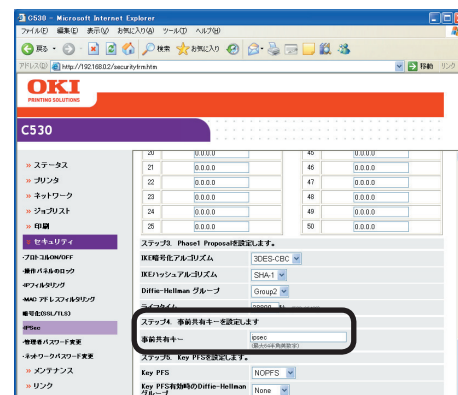 C530 - Microsoft Internet Explorer
ファイル(F) 編集(E) 表示(V) お気に入り(A) ツール(T) ヘルプ(H)
戻る 検索 お気に入り
アドレス(D) http://192.168.0.2/securityfrm.htm 移動 リンク
OKI
PRINTING SOLUTIONS
C530
» ステータス
» プリンタ
» ネットワーク
» ジョブリスト
» 印刷
» セキュリティ
・プロトコルON/OFF
・操作パネルのロック
・IPフィルタリング
・MAC アドレスフィルタリング
暗号化(SSL/TLS)
・IPSec
・管理者パスワード変更
・ネットワークパスワード変更
» メンテナンス
» リンク
20 0.0.0.0 45 0.0.0.0
21 0.0.0.0 46 0.0.0.0
22 0.0.0.0 47 0.0.0.0
23 0.0.0.0 48 0.0.0.0
24 0.0.0.0 49 0.0.0.0
25 0.0.0.0 50 0.0.0.0
ステップ3. Phase1 Proposalを設定します。
IKE暗号化アルゴリズム 3DES-CBC
IKEハッシュアルゴリズム SHA-1
Diffie-Hellman グループ Group2
ライフタイム
ステップ4. 事前共有キーを設定します
事前共有キー ipsec
(最大64半角英数字)
ステップ5. Key PFSを設定します。
Key PFS NOPFS
Key PFS有効時のDiffie-Hellman
グループ None